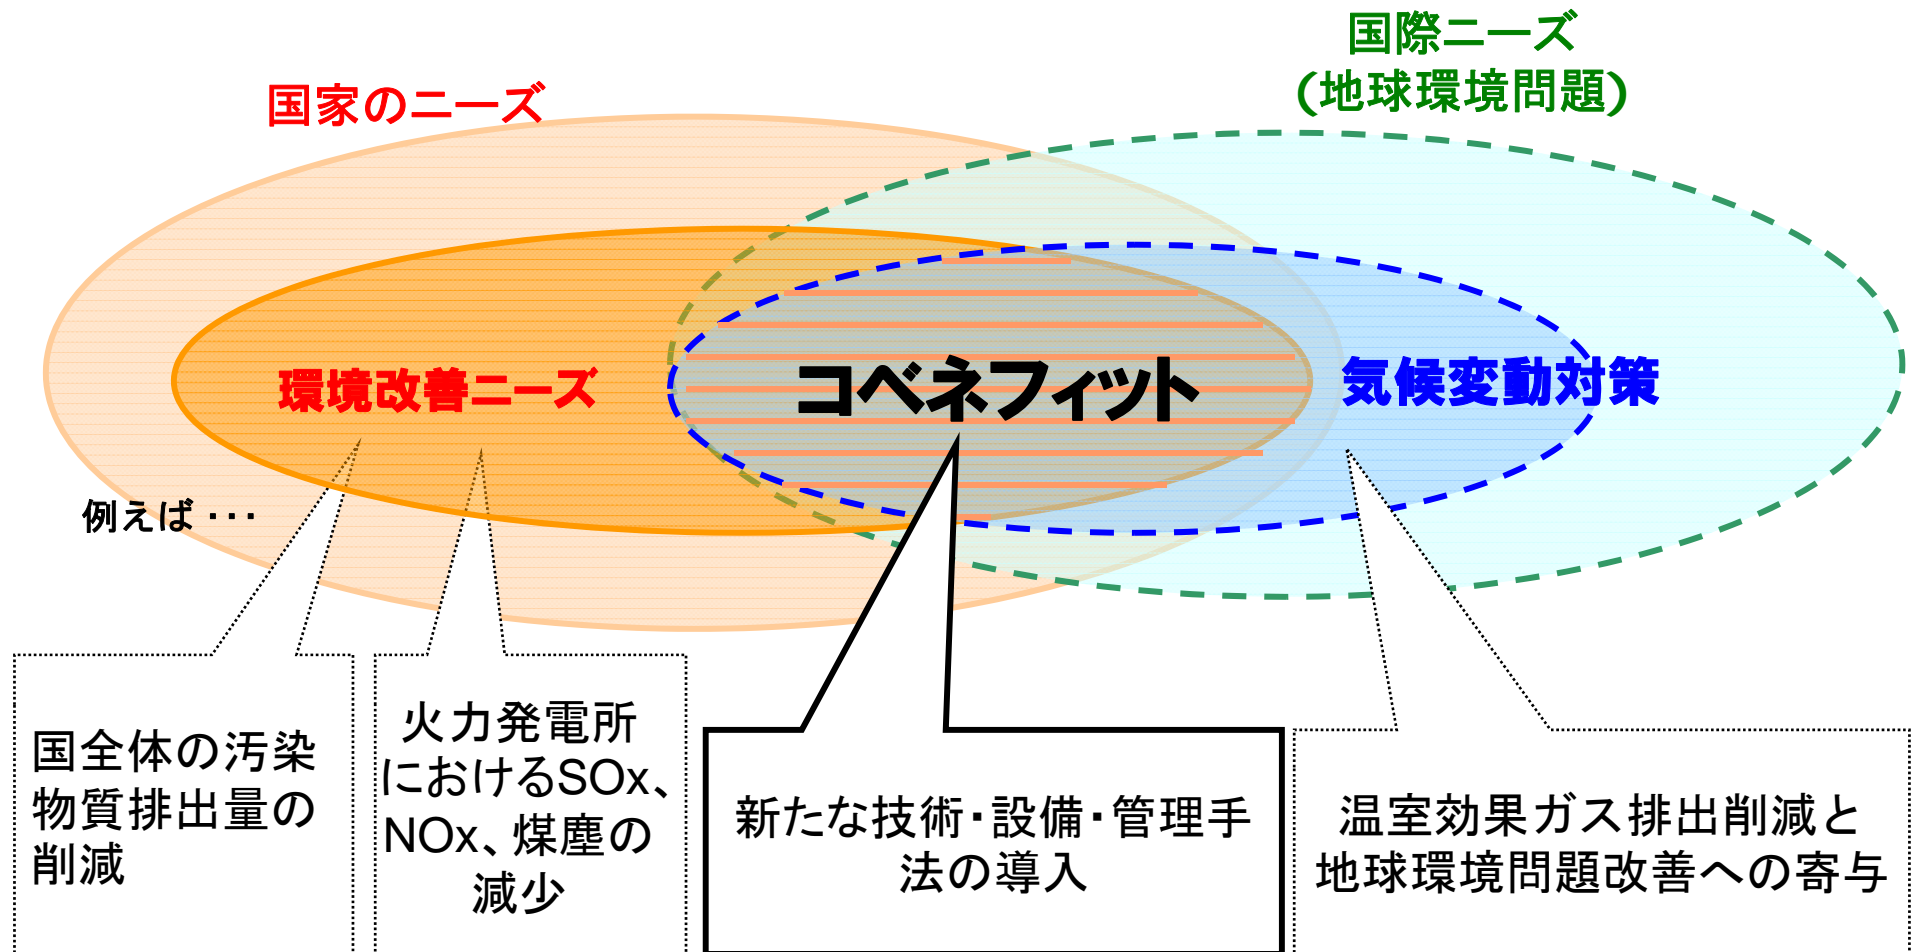 国際ニーズ
(地球環境問題)
国家のニーズ
環境改善ニーズ
コベネフィット
気候変動対策
例えば ･･･
国全体の汚染
物質排出量の
削減
火力発電所
におけるSOx、
NOx、煤塵の
減少
新たな技術･設備･管理手
法の導入
温室効果ガス排出削減と
地球環境問題改善への寄与